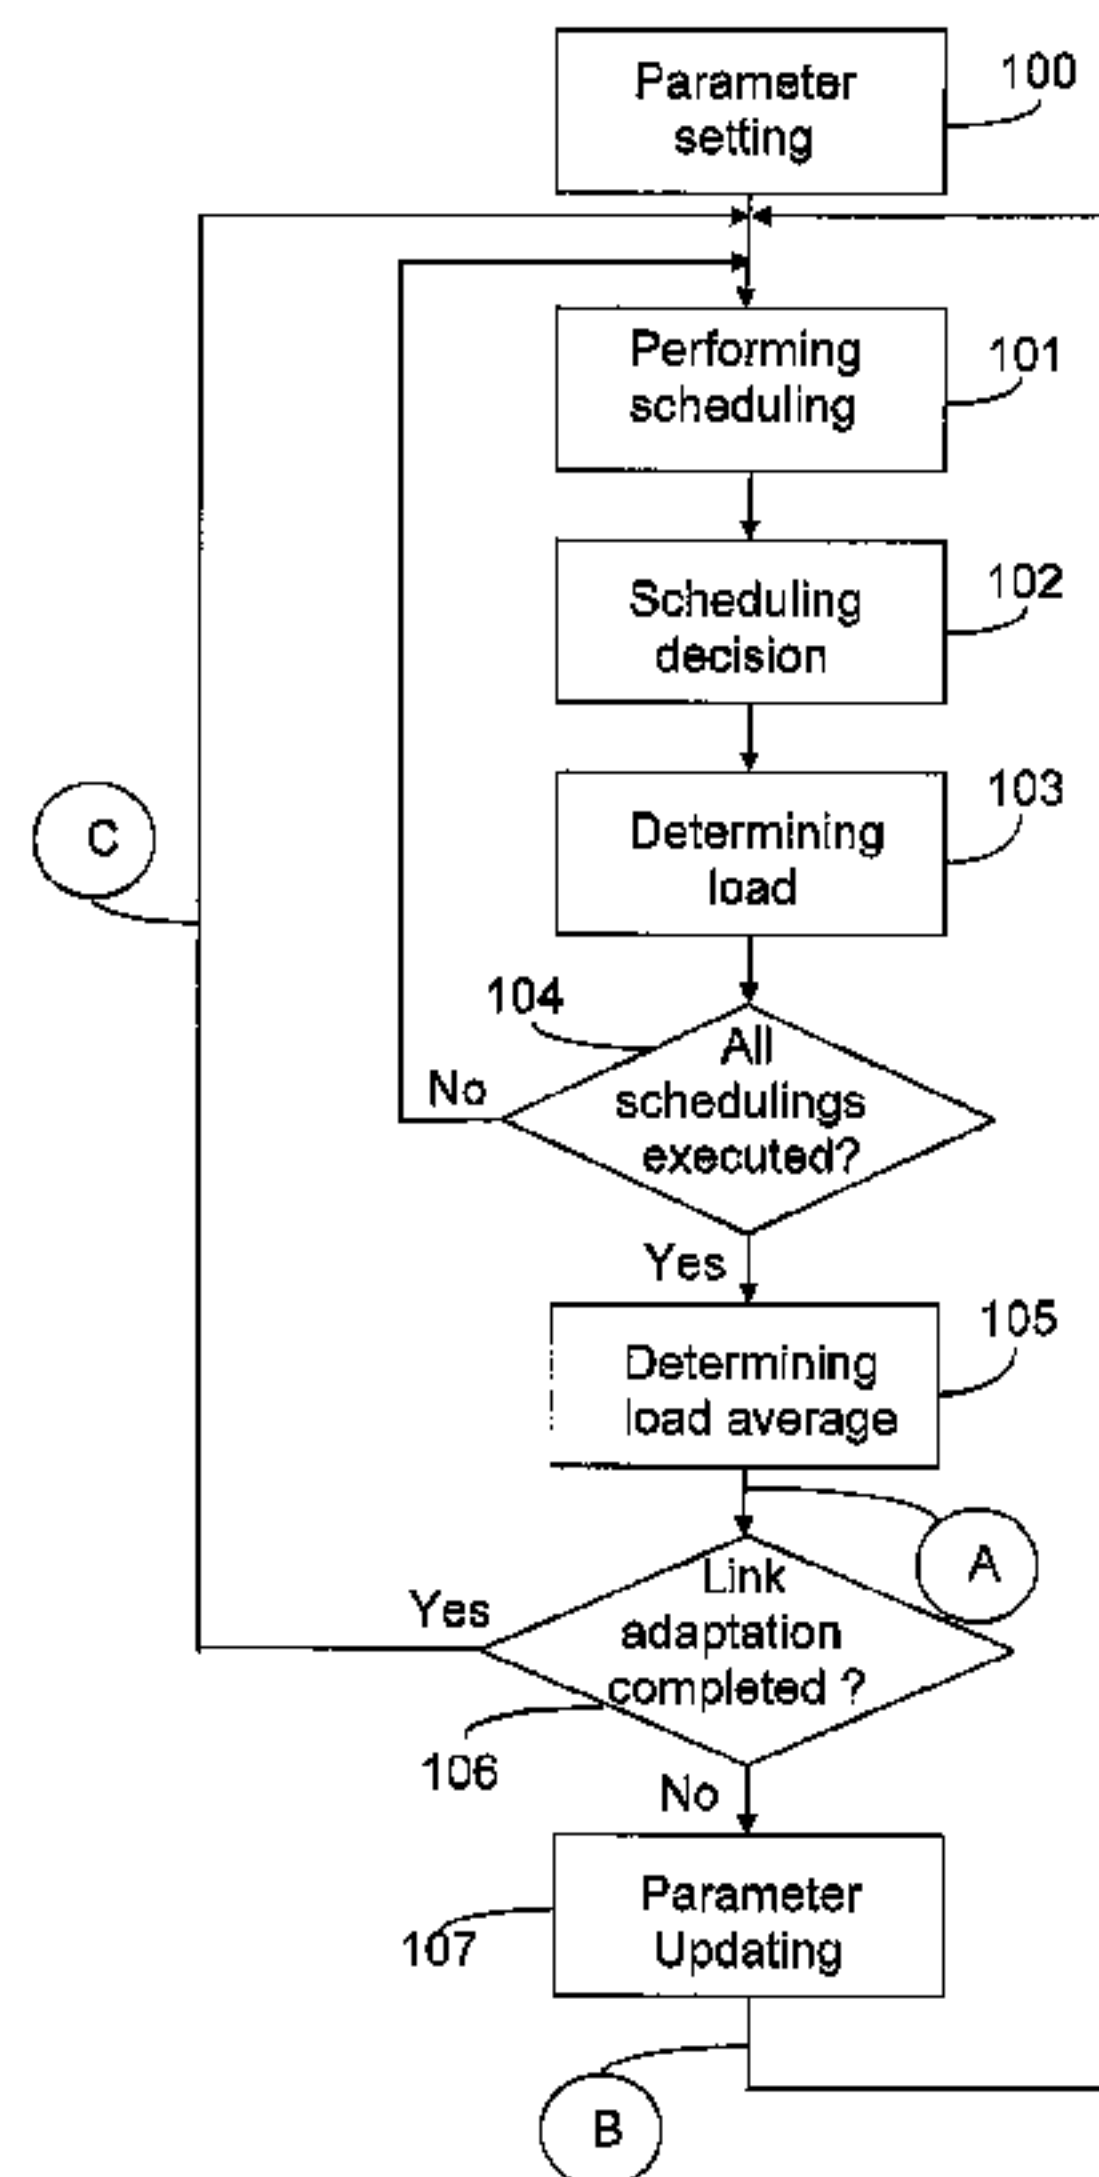 Parameter
setting
100
Performing
scheduling
101
Scheduling
decision
102
Determining
load
103
C
104
All
schedulings
executed?
No
Yes
Determining
load average
105
A
Link
adaptation
completed ?
Yes
106
No
Parameter
Updating
107
B